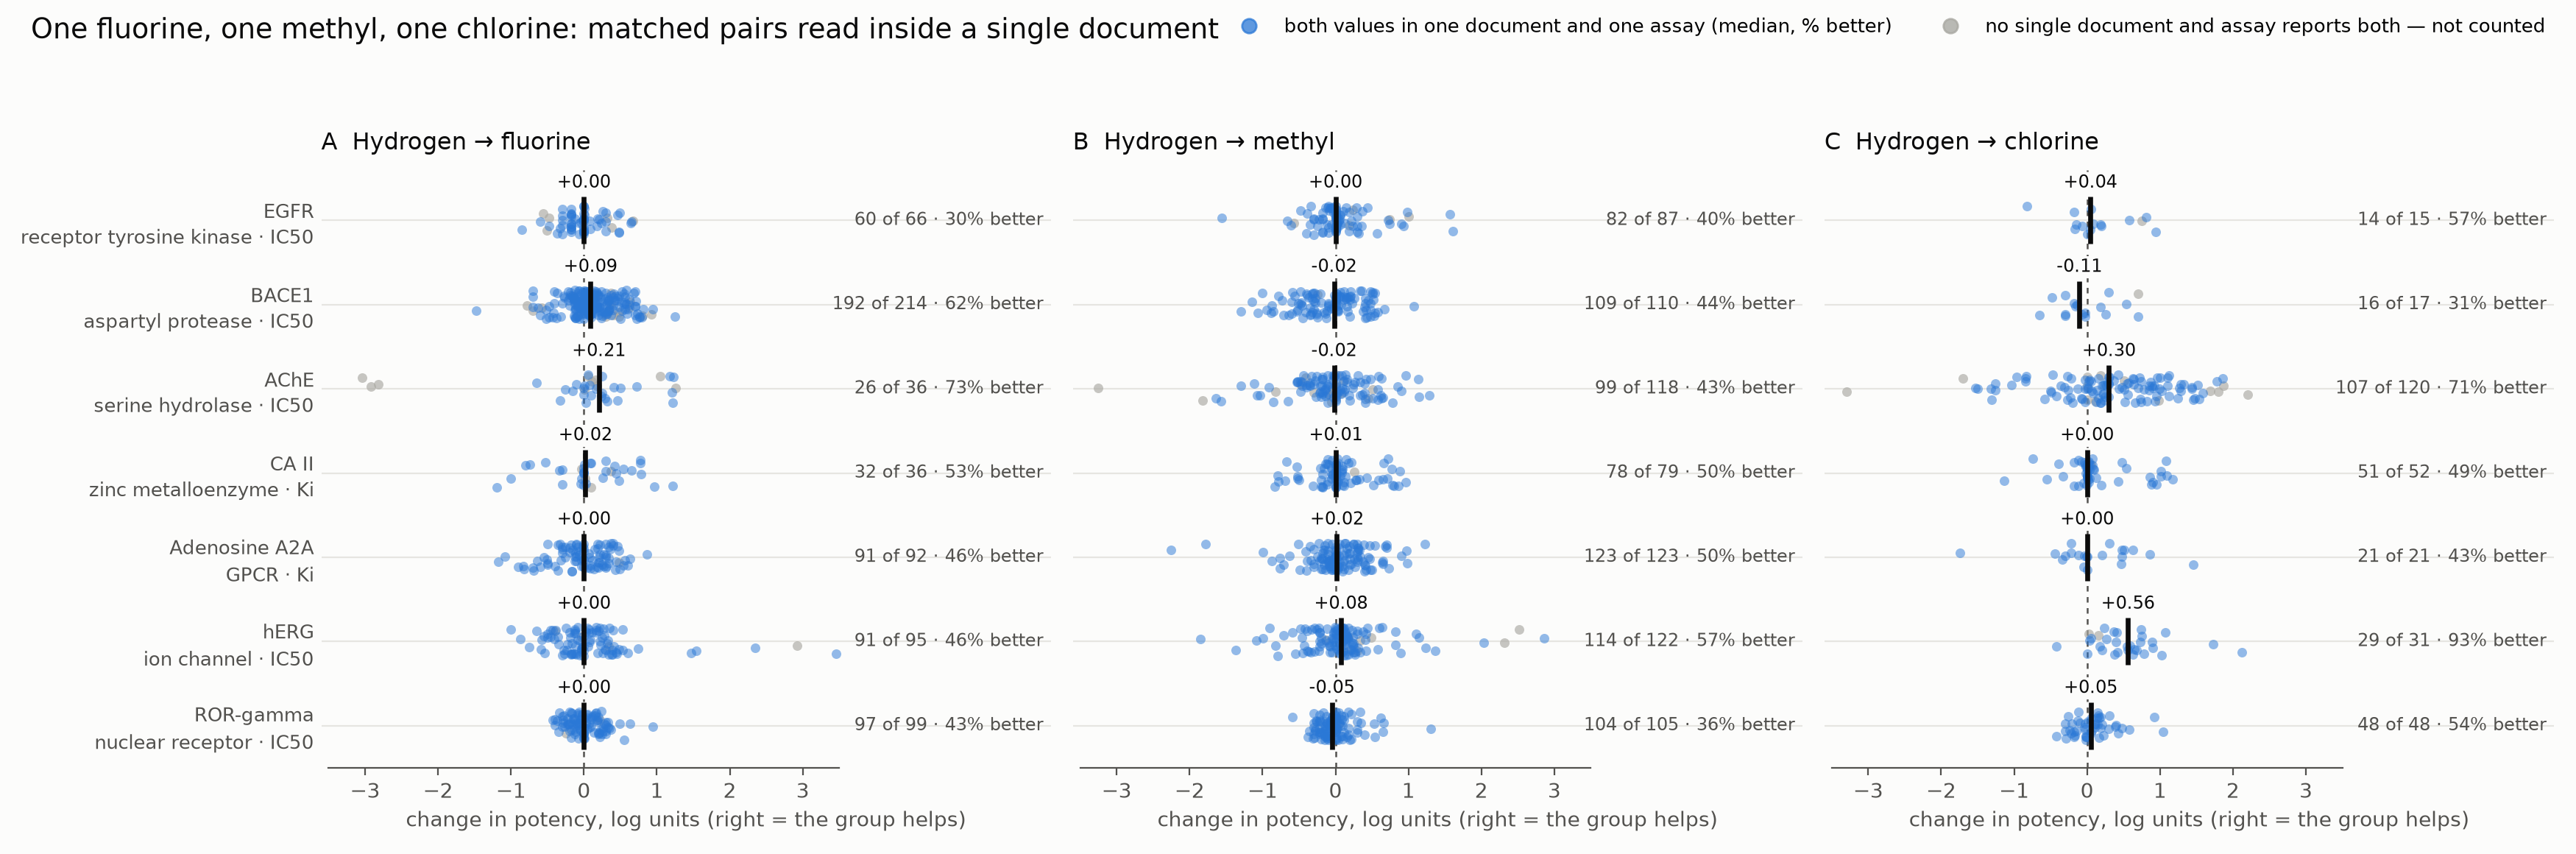 One fluorine, one methyl, one chlorine: matched pairs read inside a single document
both values in one document and one assay (median, % better)
no single document and assay reports both — not counted
A Hydrogen → fluorine
B Hydrogen → methyl
C Hydrogen → chlorine
+0.00
+0.00
+0.04
EGFR
receptor tyrosine kinase · IC50
60 of 66 · 30% better
82 of 87 · 40% better
14 of 15 · 57% better
+0.09
-0.02
-0.11
BACE1
aspartyl protease · IC50
192 of 214 · 62% better
109 of 110 · 44% better
16 of 17 · 31% better
+0.21
-0.02
+0.30
AChE
serine hydrolase · IC50
26 of 36 · 73% better
99 of 118 · 43% better
107 of 120 · 71% better
+0.02
+0.01
+0.00
CA II
zinc metalloenzyme · Ki
32 of 36 · 53% better
78 of 79 · 50% better
51 of 52 · 49% better
+0.00
+0.02
+0.00
Adenosine A2A
GPCR · Ki
91 of 92 · 46% better
123 of 123 · 50% better
21 of 21 · 43% better
+0.00
+0.08
+0.56
hERG
ion channel · IC50
91 of 95 · 46% better
114 of 122 · 57% better
29 of 31 · 93% better
+0.00
-0.05
+0.05
ROR-gamma
nuclear receptor · IC50
97 of 99 · 43% better
104 of 105 · 36% better
48 of 48 · 54% better
−3 −2 −1 0 1 2 3
−3 −2 −1 0 1 2 3
−3 −2 −1 0 1 2 3
change in potency, log units (right = the group helps)
change in potency, log units (right = the group helps)
change in potency, log units (right = the group helps)